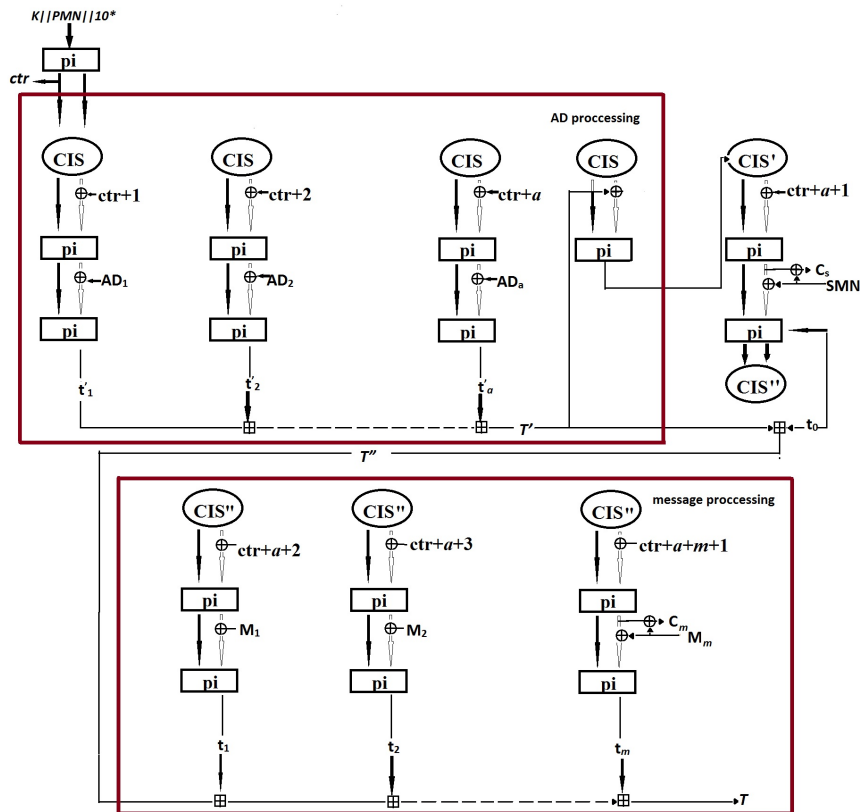 K||PMN||10*
pi
ctr
AD proccessing
CIS CIS CIS CIS CIS'
ctr+1 ctr+2 ctr+a ctr+a+1
pi pi pi pi pi
AD₁ AD₂ ADₐ Cₛ
SMN
pi pi pi pi
t'₁ t'₂ t'ₐ CIS''
T' t₀
T''
message proccessing
CIS" CIS" CIS"
ctr+a+2 ctr+a+3 ctr+a+m+1
pi pi pi
M₁ M₂ Cₘ
Mₘ
pi pi pi
t₁ t₂ tₘ
T